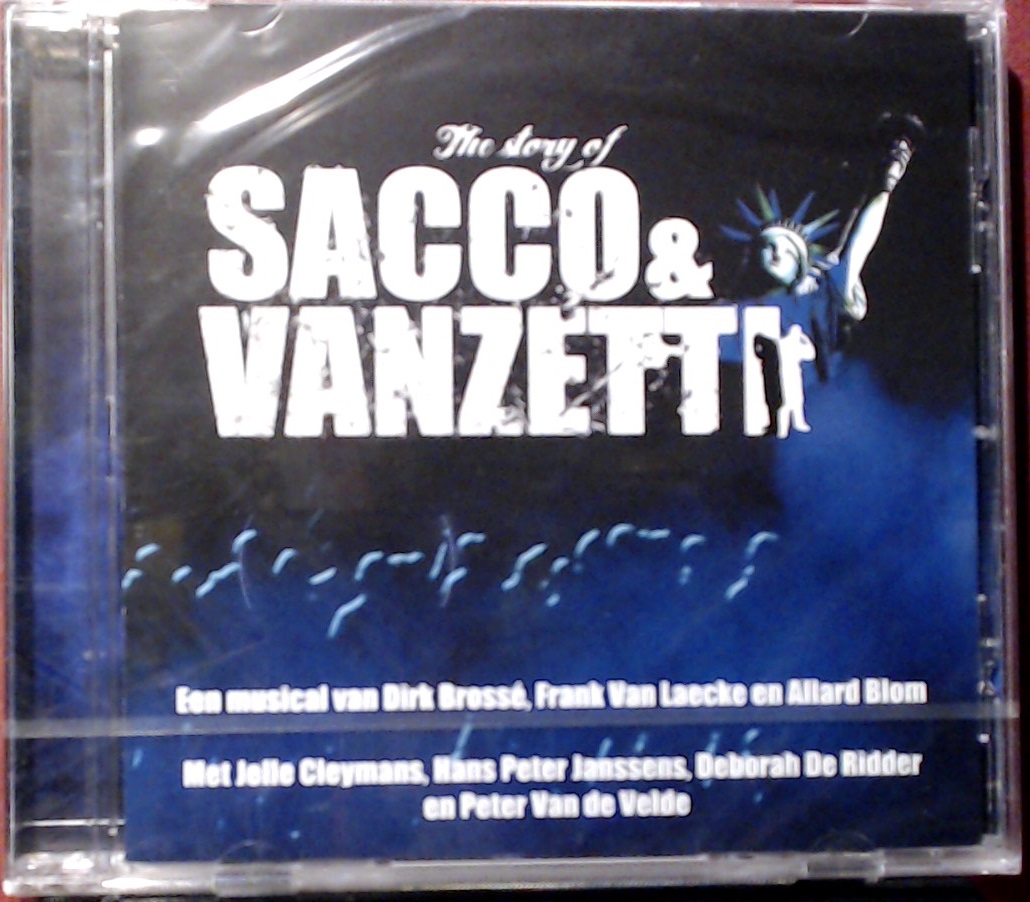 The story of
SACCO &
VANZETTI
Een musical van Dirk Brossé, Frank Van Laecke en Allard Blom
Met Jelle Cleymans, Hans Peter Janssens, Deborah De Ridder
en Peter Van de Velde